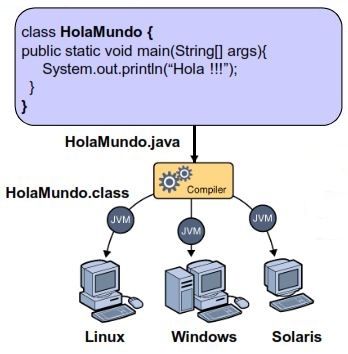 class HolaMundo {
public static void main(String[] args){
System.out.println(“Hola !!!”);
}
}
HolaMundo.java
Compiler
HolaMundo.class
JVM
JVM
JVM
Linux
Windows
Solaris